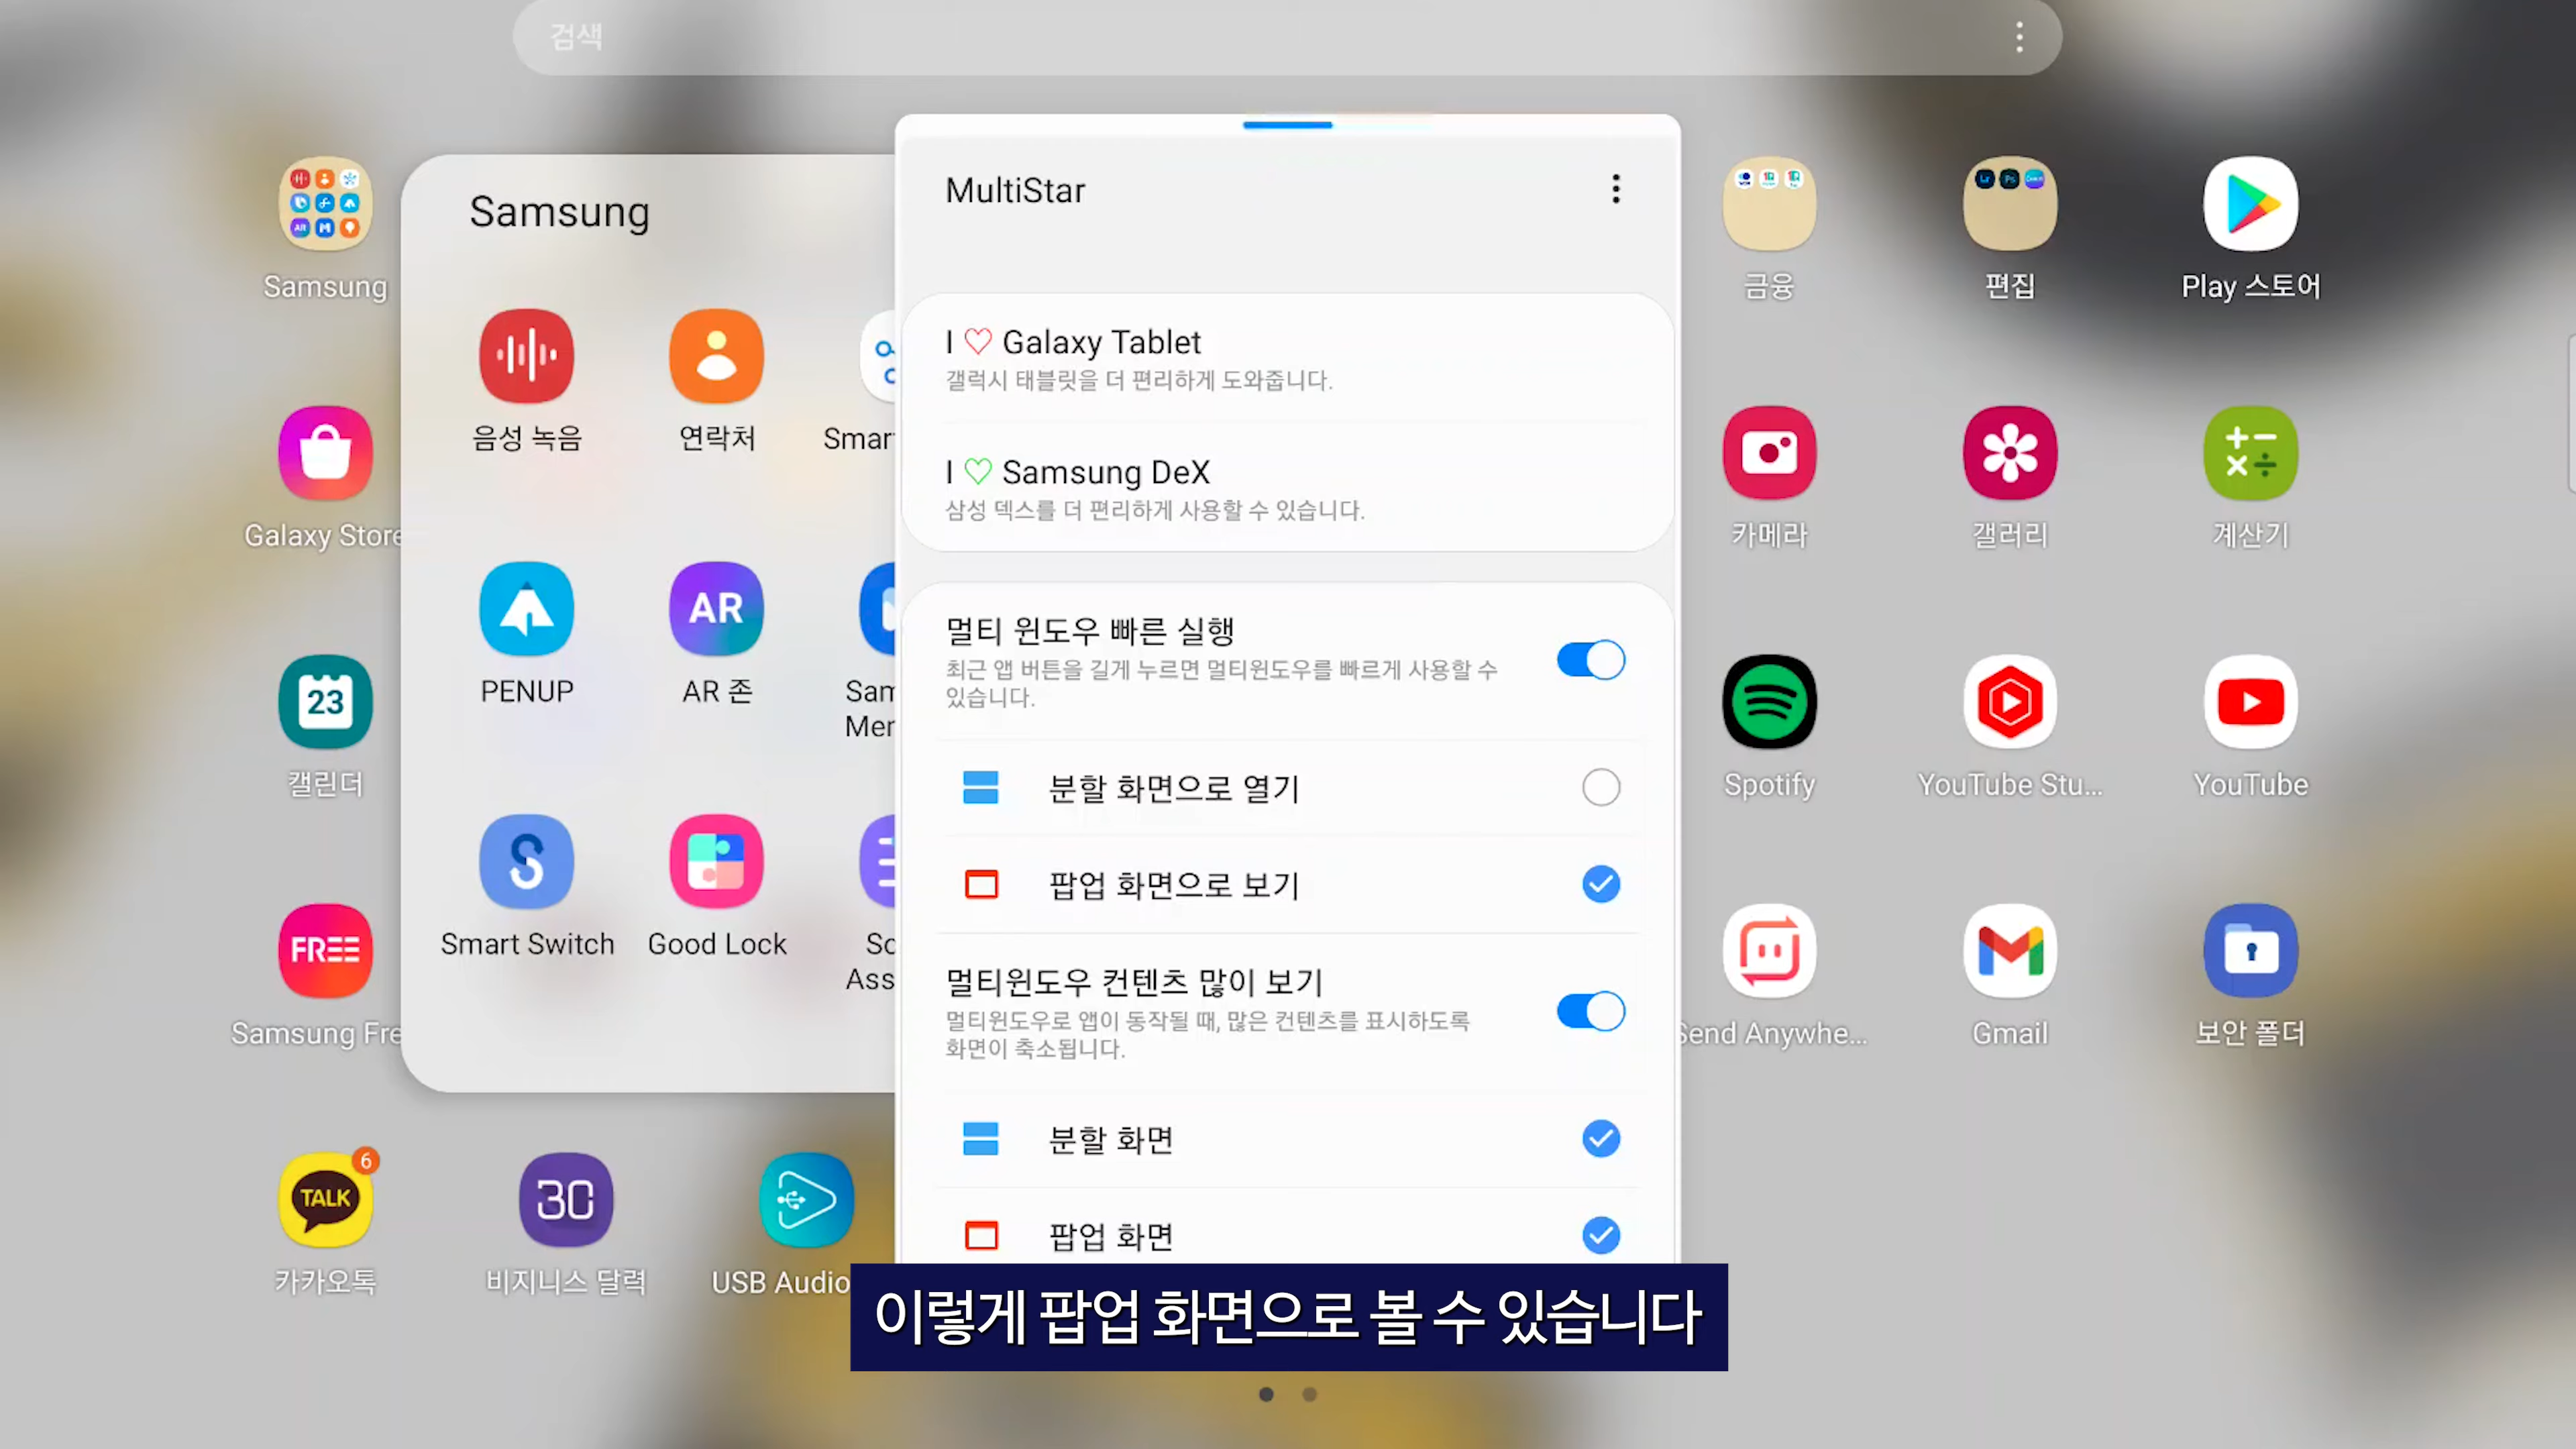 검색
Samsung
음성 녹음
연락처
Smar
PENUP
AR
AR 존
Sam
Mer
Smart Switch
Good Lock
Ass
MultiStar
I ♡ Galaxy Tablet
갤럭시 태블릿을 더 편리하게 도와줍니다.
I ♡ Samsung DeX
삼성 덱스를 더 편리하게 사용할 수 있습니다.
멀티 윈도우 빠른 실행
최근 앱 버튼을 길게 누르면 멀티윈도우를 빠르게 사용할 수
있습니다.
분할 화면으로 열기
팝업 화면으로 보기
멀티윈도우 컨텐츠 많이 보기
멀티윈도우로 앱이 동작될 때, 많은 컨텐츠를 표시하도록
화면이 축소됩니다.
분할 화면
팝업 화면
Samsung
Galaxy Store
23
캘린더
FREE
Samsung Fre
TALK
6
카카오톡
30
비지니스 달력
USB Audio
금융
편집
Play 스토어
카메라
갤러리
계산기
Spotify
YouTube Stu...
YouTube
Send Anywhe...
Gmail
보안 폴더
이렇게 팝업 화면으로 볼 수 있습니다